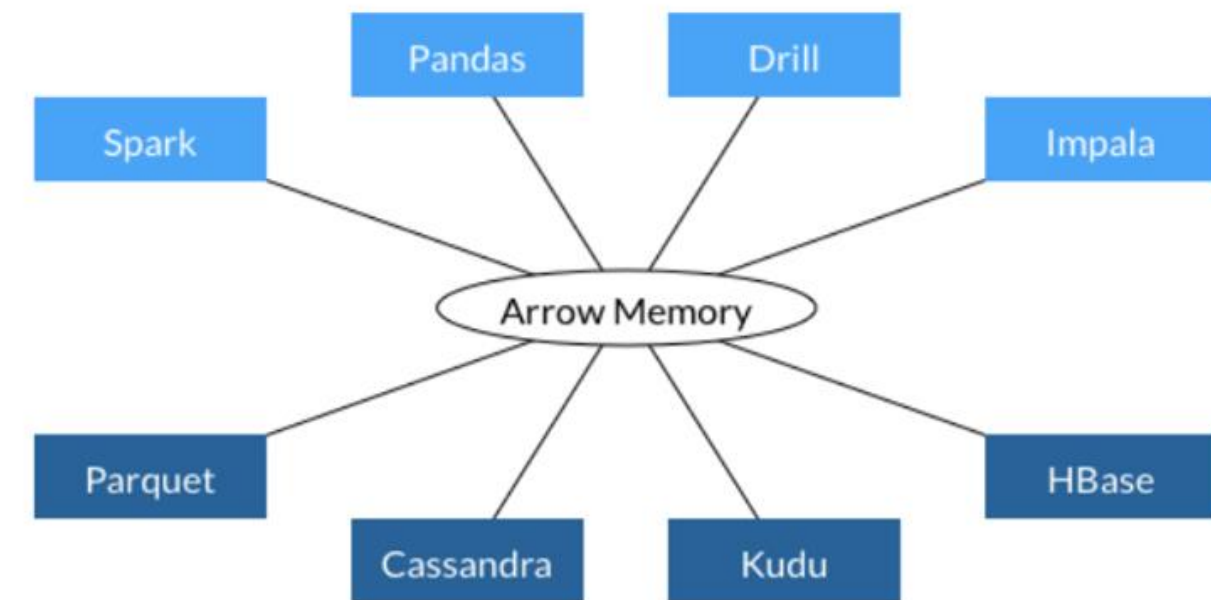 Pandas
Drill
Spark
Impala
Arrow Memory
Parquet
HBase
Cassandra
Kudu